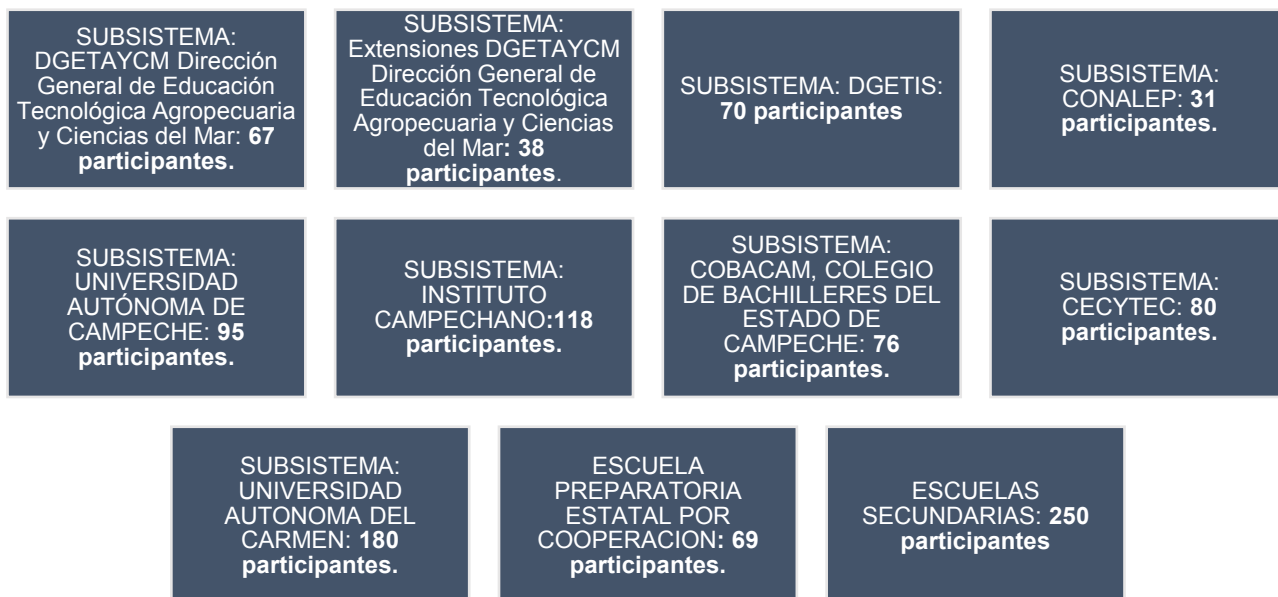 SUBSISTEMA:
DGETAYCM Dirección
General de Educación
Tecnológica Agropecuaria
y Ciencias del Mar: 67
participantes.
SUBSISTEMA:
Extensiones DGETAYCM
Dirección General de
Educación Tecnológica
Agropecuaria y Ciencias
del Mar: 38
participantes.
SUBSISTEMA: DGETIS:
70 participantes
SUBSISTEMA:
CONALEP: 31
participantes.
SUBSISTEMA:
UNIVERSIDAD
AUTÓNOMA DE
CAMPECHE: 95
participantes.
SUBSISTEMA:
INSTITUTO
CAMPECHANO:118
participantes.
SUBSISTEMA:
COBACAM, COLEGIO
DE BACHILLERES DEL
ESTADO DE
CAMPECHE: 76
participantes.
SUBSISTEMA:
CECYTEC: 80
participantes.
SUBSISTEMA:
UNIVERSIDAD
AUTONOMA DEL
CARMEN: 180
participantes.
ESCUELA
PREPARATORIA
ESTATAL POR
COOPERACION: 69
participantes.
ESCUELAS
SECUNDARIAS: 250
participantes